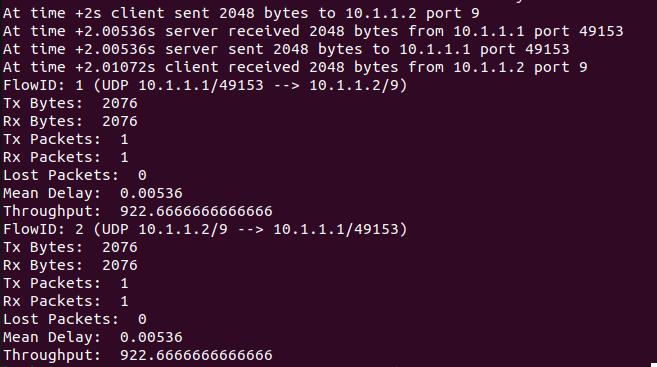 At time +2s client sent 2048 bytes to 10.1.1.2 port 9
At time +2.00536s server received 2048 bytes from 10.1.1.1 port 49153
At time +2.00536s server sent 2048 bytes to 10.1.1.1 port 49153
At time +2.01072s client received 2048 bytes from 10.1.1.2 port 9
FlowID: 1 (UDP 10.1.1.1/49153 --> 10.1.1.2/9)
Tx Bytes:  2076
Rx Bytes:  2076
Tx Packets:  1
Rx Packets:  1
Lost Packets:  0
Mean Delay:  0.00536
Throughput:  922.6666666666666
FlowID: 2 (UDP 10.1.1.2/9 --> 10.1.1.1/49153)
Tx Bytes:  2076
Rx Bytes:  2076
Tx Packets:  1
Rx Packets:  1
Lost Packets:  0
Mean Delay:  0.00536
Throughput:  922.6666666666666